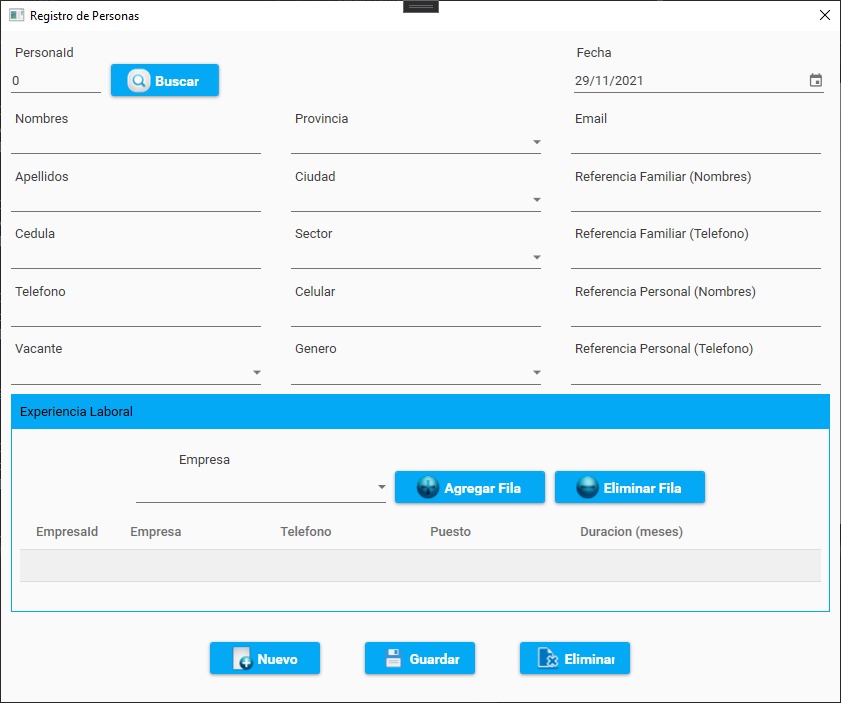 Registro de Personas
PersonaId
Fecha
0
Buscar
29/11/2021
Nombres
Provincia
Email
Apellidos
Ciudad
Referencia Familiar (Nombres)
Cedula
Sector
Referencia Familiar (Telefono)
Telefono
Celular
Referencia Personal (Nombres)
Vacante
Genero
Referencia Personal (Telefono)
Experiencia Laboral
Empresa
Agregar Fila
Eliminar Fila
EmpresaId
Empresa
Telefono
Puesto
Duracion (meses)
Nuevo
Guardar
Eliminar